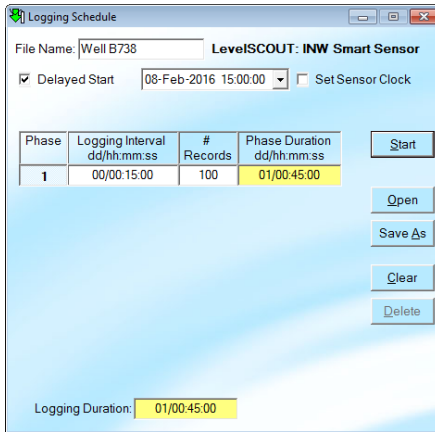 Logging Schedule
File Name: Well B738 LevelSCOUT: INW Smart Sensor
Delayed Start 08-Feb-2016 15:00:00 Set Sensor Clock
Phase Logging Interval dd/hh:mm:ss # Records Phase Duration dd/hh:mm:ss
1 00/00:15:00 100 01/00:45:00
Start
Open
Save As
Clear
Delete
Logging Duration: 01/00:45:00